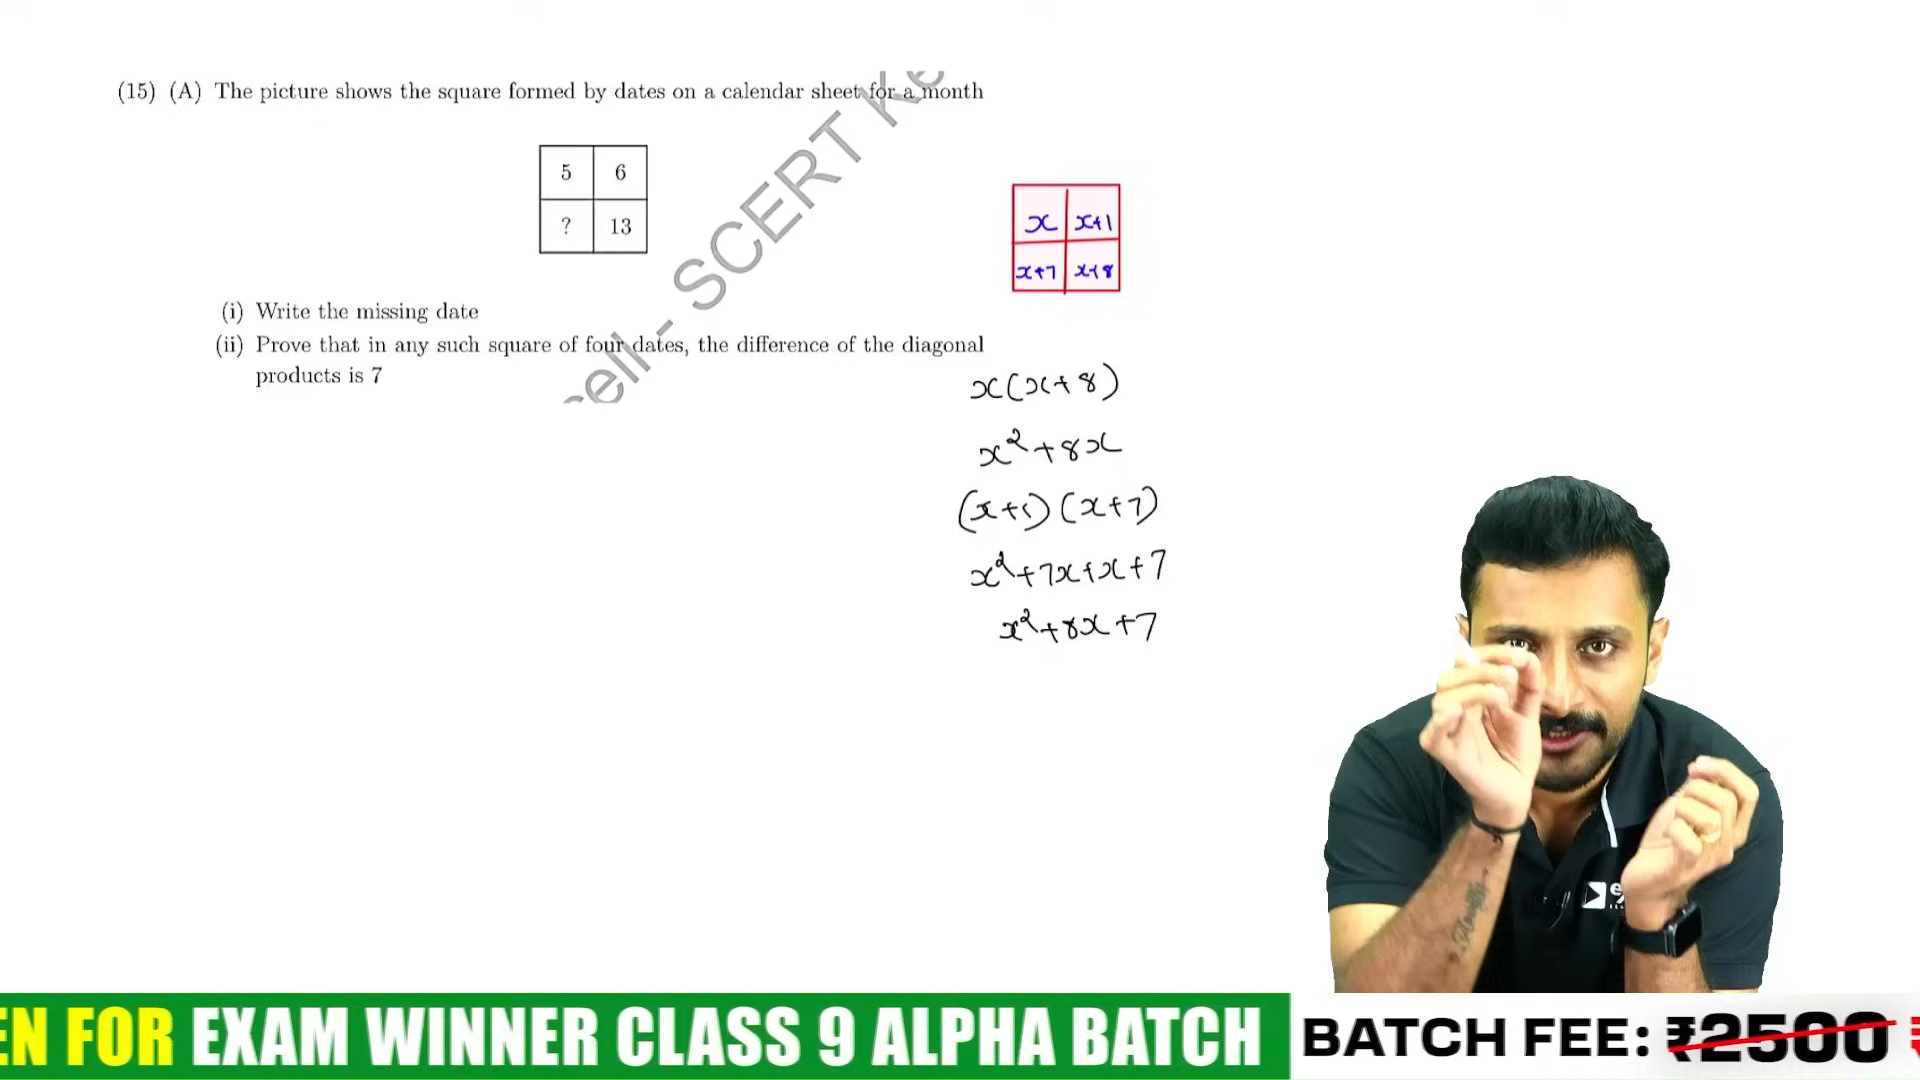 (15) (A) The picture shows the square formed by dates on a calendar sheet for a month
5 6
? 13
x x+1
x+7 x+8
(i) Write the missing date
(ii) Prove that in any such square of four dates, the difference of the diagonal
products is 7
cell- SCERT Ke
x(x+8)
x²+8x
(x+1)(x+7)
x²+7x+x+7
x²+8x+7
EN FOR EXAM WINNER CLASS 9 ALPHA BATCH
BATCH FEE: ₹2500 ₹